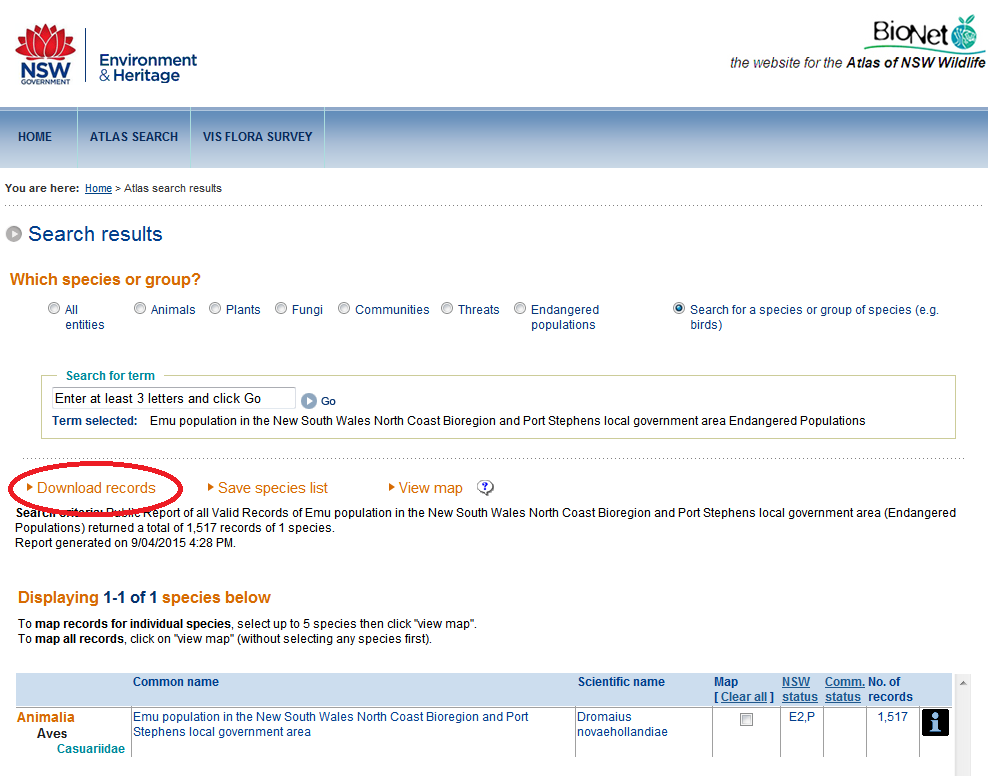 NSW
GOVERNMENT
Environment
& Heritage
BioNet
the website for the Atlas of NSW Wildlife
HOME ATLAS SEARCH VIS FLORA SURVEY
You are here: Home > Atlas search results
Search results
Which species or group?
All entities Animals Plants Fungi Communities Threats Endangered populations Search for a species or group of species (e.g. birds)
Search for term
Enter at least 3 letters and click Go Go
Term selected: Emu population in the New South Wales North Coast Bioregion and Port Stephens local government area Endangered Populations
Download records Save species list View map ?
Search criteria: Public Report of all Valid Records of Emu population in the New South Wales North Coast Bioregion and Port Stephens local government area (Endangered
Populations) returned a total of 1,517 records of 1 species.
Report generated on 9/04/2015 4:28 PM.
Displaying 1-1 of 1 species below
To map records for individual species, select up to 5 species then click "view map".
To map all records, click on "view map" (without selecting any species first).
Common name Scientific name Map [ Clear all ] NSW status Comm. status No. of records
Animalia
Aves
Casuariidae
Emu population in the New South Wales North Coast Bioregion and Port
Stephens local government area
Dromaius
novaehollandiae
E2,P 1,517 i